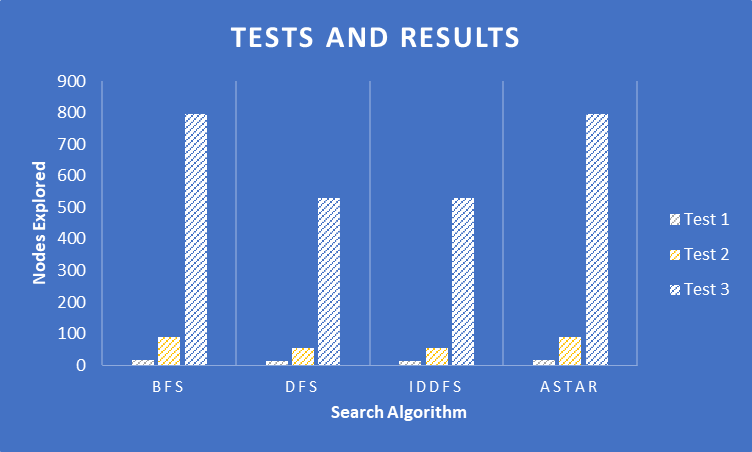 TESTS AND RESULTS
900
800
700
600
500
400
300
200
100
0
Nodes Explored
BFS DFS IDDFS ASTAR
Search Algorithm
Test 1
Test 2
Test 3